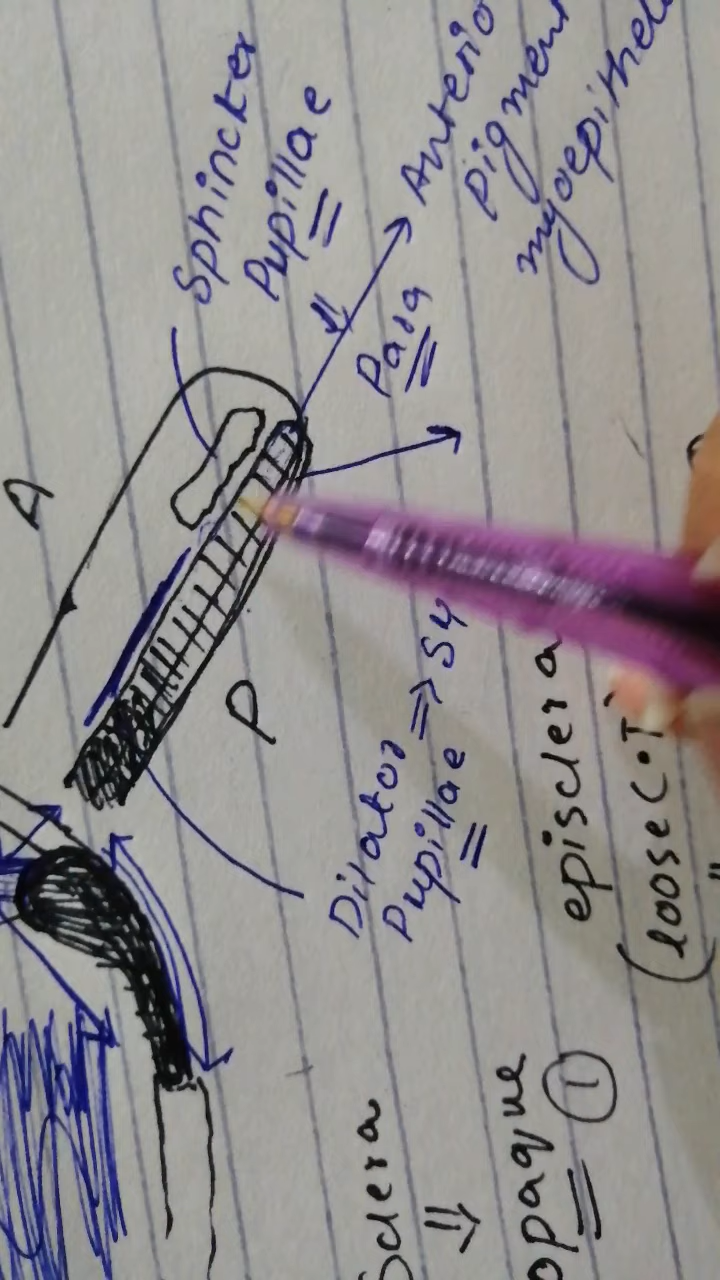 A
Sphincter
Pupillae
Para
Anterio
Pigmen
myoepithel
P
Dilator => Sy
Pupillae
episclera
(loose C.T
Sclera
opaque
1